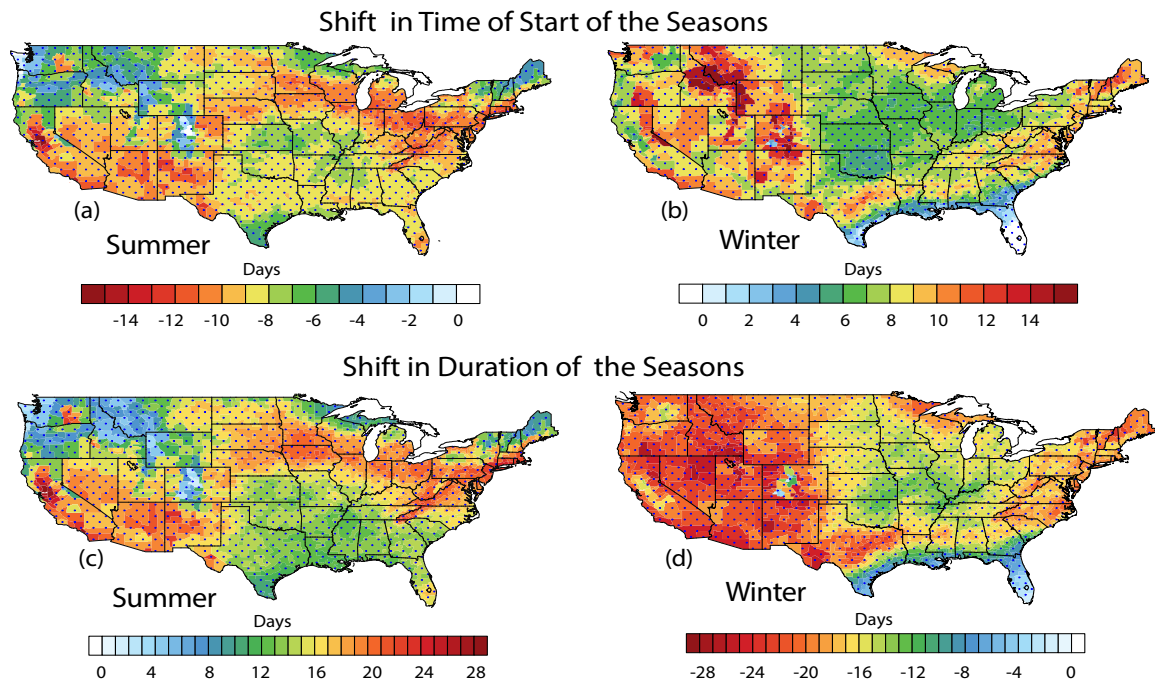 Shift in Time of Start of the Seasons
(a)
Summer
(b)
Winter
Days
-14 -12 -10 -8 -6 -4 -2 0
Days
0 2 4 6 8 10 12 14
Shift in Duration of the Seasons
(c)
Summer
(d)
Winter
Days
0 4 8 12 16 20 24 28
Days
-28 -24 -20 -16 -12 -8 -4 0